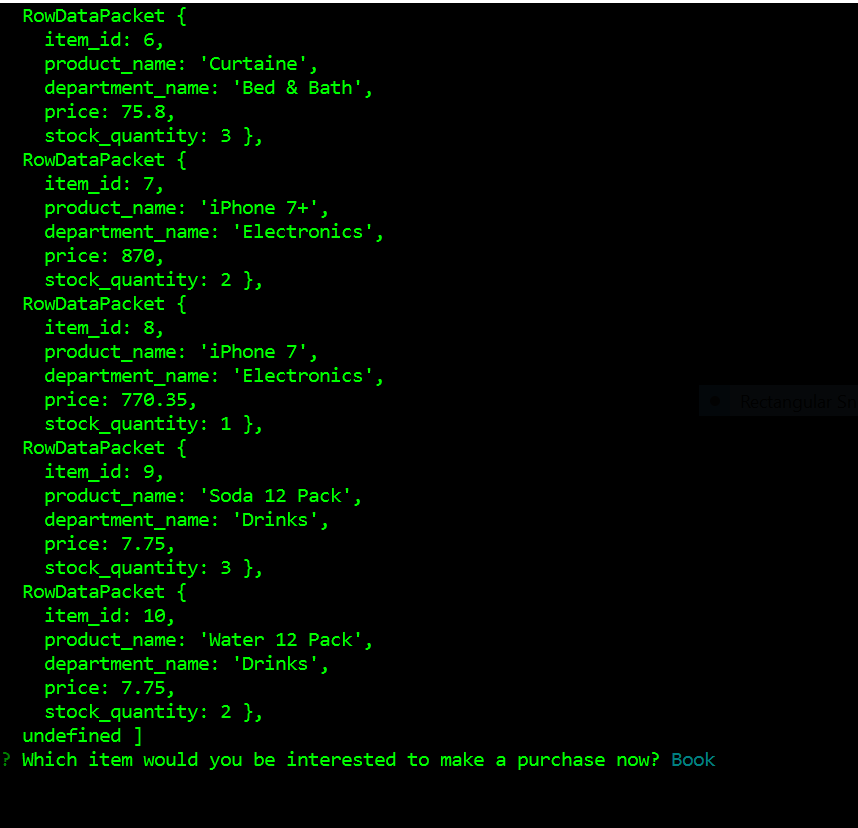 RowDataPacket {
item_id: 6,
product_name: 'Curtaine',
department_name: 'Bed & Bath',
price: 75.8,
stock_quantity: 3 },
RowDataPacket {
item_id: 7,
product_name: 'iPhone 7+',
department_name: 'Electronics',
price: 870,
stock_quantity: 2 },
RowDataPacket {
item_id: 8,
product_name: 'iPhone 7',
department_name: 'Electronics',
price: 770.35,
Rectangular Sn
stock_quantity: 1 },
RowDataPacket {
item_id: 9,
product_name: 'Soda 12 Pack',
department_name: 'Drinks',
price: 7.75,
stock_quantity: 3 },
RowDataPacket {
item_id: 10,
product_name: 'Water 12 Pack',
department_name: 'Drinks',
price: 7.75,
stock_quantity: 2 },
undefined ]
? Which item would you be interested to make a purchase now? Book